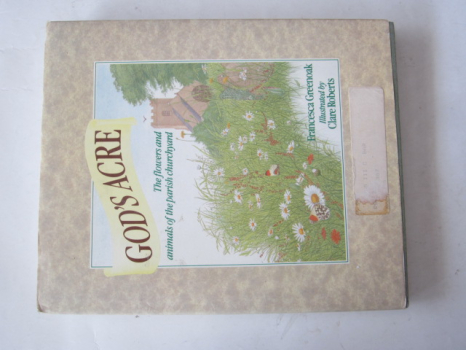 GOD'S ACRE
The flowers and
animals of the parish churchyard
Francesca Greenoak
Illustrated by
Clare Roberts